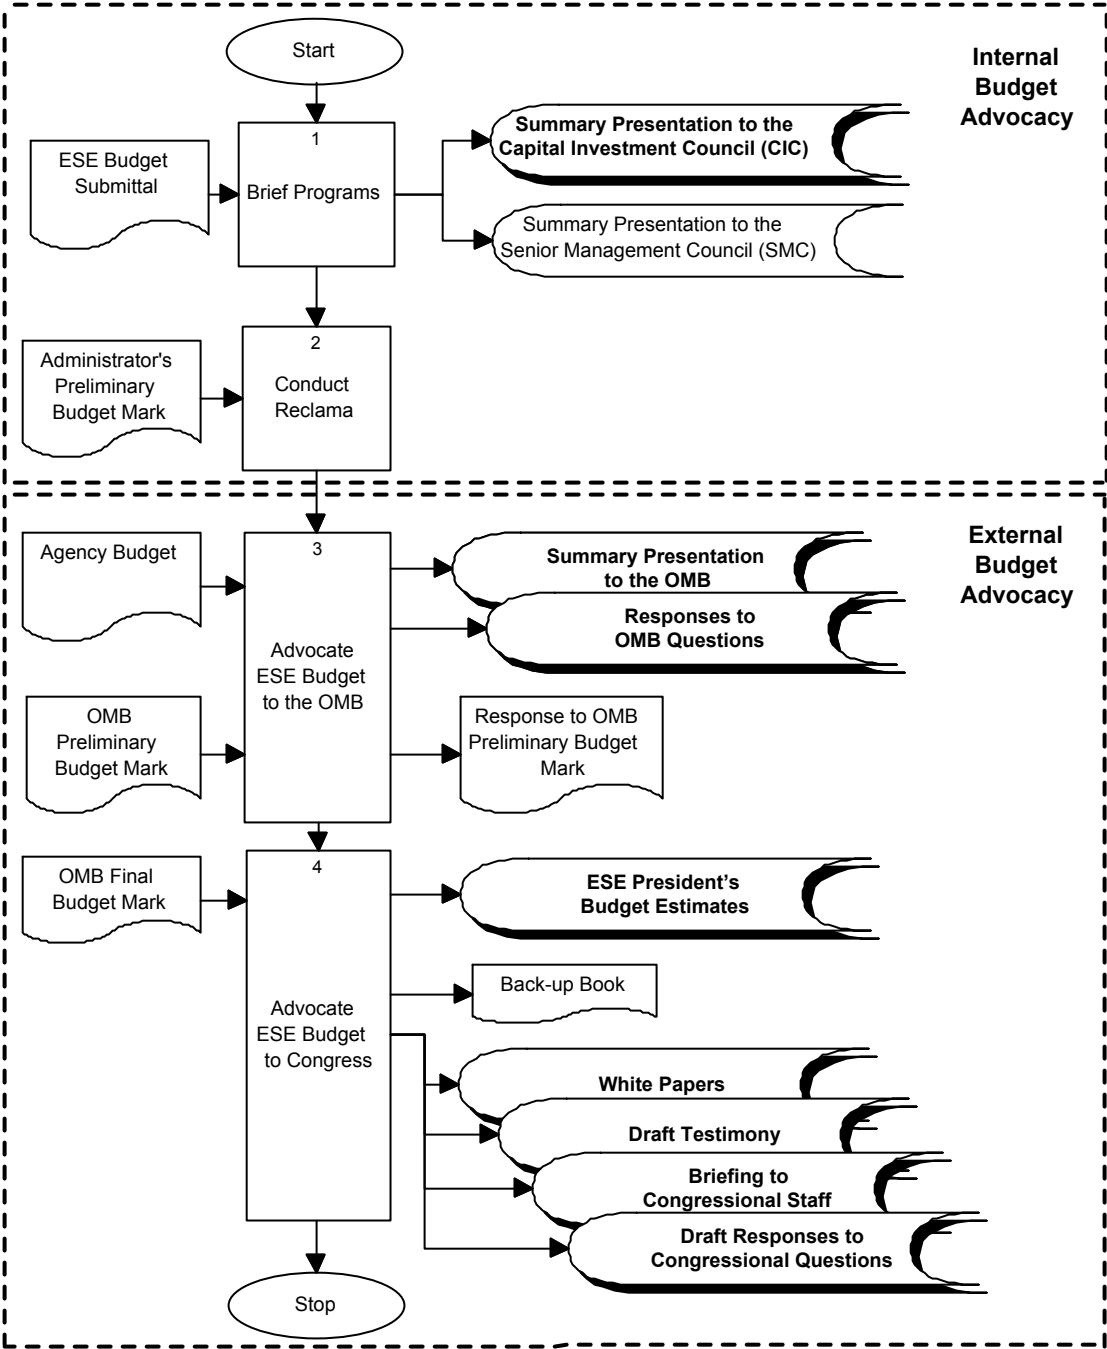 Start
Internal
Budget
Advocacy
1
Brief Programs
ESE Budget
Submittal
Summary Presentation to the
Capital Investment Council (CIC)
Summary Presentation to the
Senior Management Council (SMC)
2
Conduct
Reclama
Administrator's
Preliminary
Budget Mark
External
Budget
Advocacy
Agency Budget
3
Advocate
ESE Budget
to the OMB
Summary Presentation
to the OMB
Responses to
OMB Questions
OMB
Preliminary
Budget Mark
Response to OMB
Preliminary Budget
Mark
OMB Final
Budget Mark
4
Advocate
ESE Budget
to Congress
ESE President’s
Budget Estimates
Back-up Book
White Papers
Draft Testimony
Briefing to
Congressional Staff
Draft Responses to
Congressional Questions
Stop